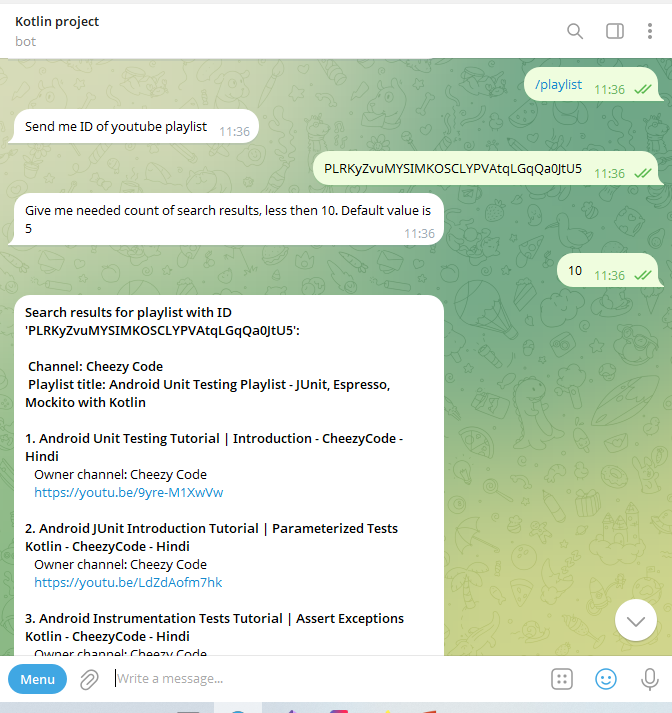 Kotlin project
bot
/playlist 11:36
Send me ID of youtube playlist 11:36
PLRKyZvuMYSIMKOSCLYPVAtqLGqQa0JtU5 11:36
Give me needed count of search results, less then 10. Default value is
5
11:36
10 11:36
Search results for playlist with ID
'PLRKyZvuMYSIMKOSCLYPVAtqLGqQa0JtU5':
Channel: Cheezy Code
Playlist title: Android Unit Testing Playlist - JUnit, Espresso,
Mockito with Kotlin
1. Android Unit Testing Tutorial | Introduction - CheezyCode -
Hindi
Owner channel: Cheezy Code
https://youtu.be/9yre-M1XwVw
2. Android JUnit Introduction Tutorial | Parameterized Tests
Kotlin - CheezyCode - Hindi
Owner channel: Cheezy Code
https://youtu.be/LdZdAofm7hk
3. Android Instrumentation Tests Tutorial | Assert Exceptions
Kotlin - CheezyCode - Hindi
Owner channel: Cheezy Code
Menu
Write a message...